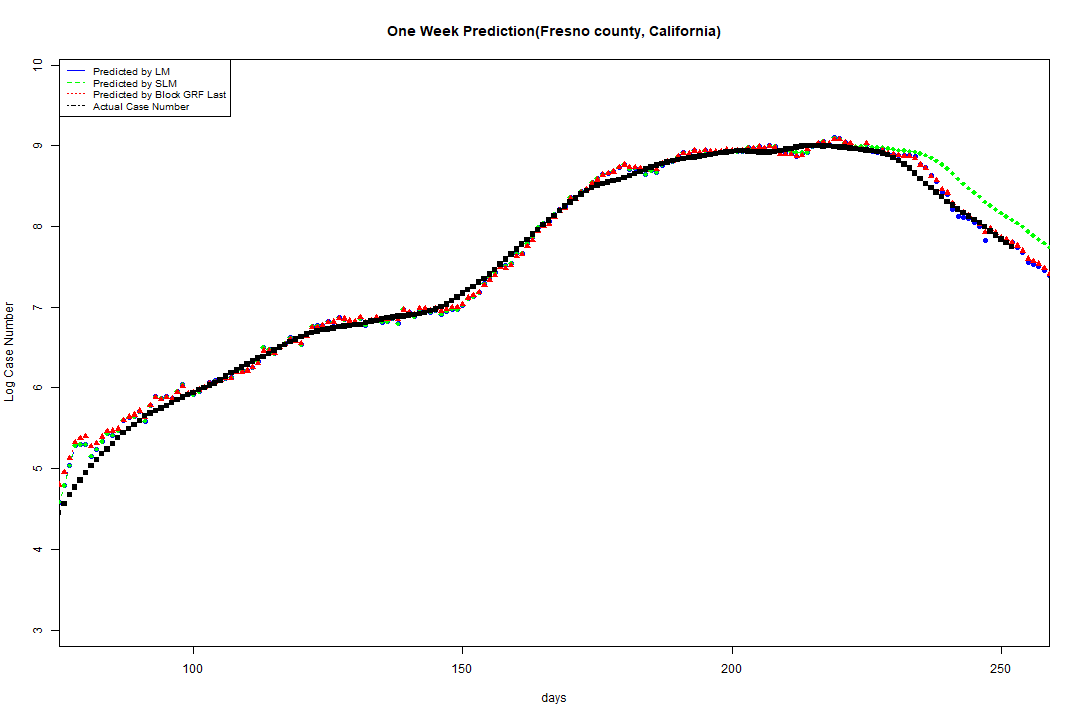 One Week Prediction(Fresno county, California)
Predicted by LM
Predicted by SLM
Predicted by Block GRF Last
Actual Case Number
10
9
8
7
6
5
4
3
Log Case Number
100 150 200 250
days